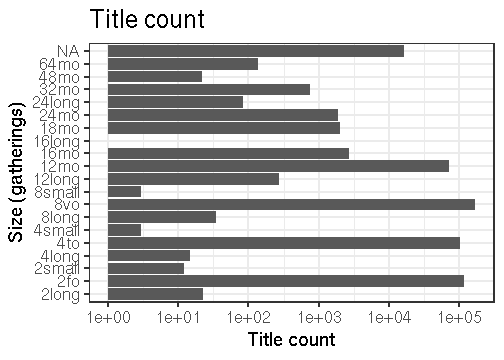 Title count
Size (gatherings)
NA
64mo
48mo
32mo
24long
24mo
18mo
16long
16mo
12mo
12long
8small
8vo
8long
4small
4to
4long
2small
2fo
2long
1e+00 1e+01 1e+02 1e+03 1e+04 1e+05
Title count